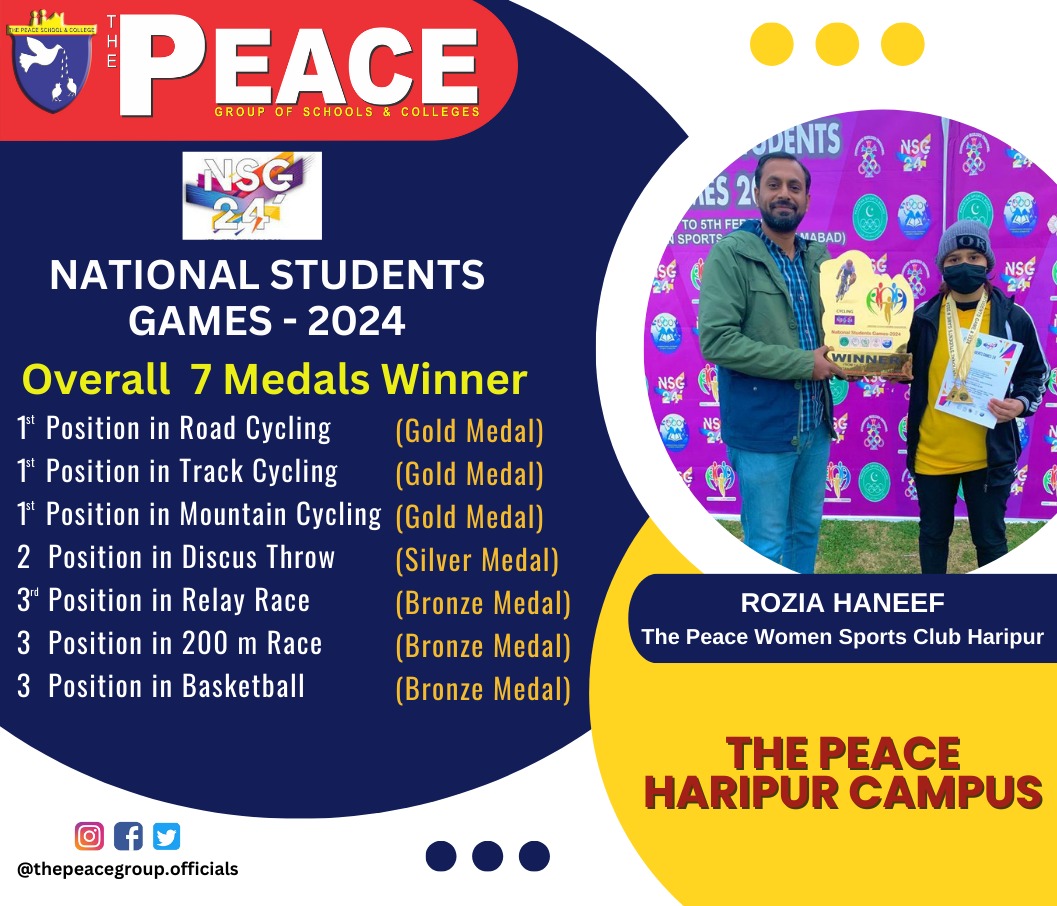 THE PEACE SCHOOL & COLLEGE
THE
PEACE
GROUP OF SCHOOLS & COLLEGES
NSG
24
NATIONAL STUDENTS
GAMES - 2024
Overall 7 Medals Winner
1st Position in Road Cycling (Gold Medal)
1st Position in Track Cycling (Gold Medal)
1st Position in Mountain Cycling (Gold Medal)
2 Position in Discus Throw (Silver Medal)
3rd Position in Relay Race (Bronze Medal)
3 Position in 200 m Race (Bronze Medal)
3 Position in Basketball (Bronze Medal)
@thepeacegroup.officials
TO 5TH
SPORTS
NSG
CYCLING
National Students Games-2024
WINNER
ROZIA HANEEF
The Peace Women Sports Club Haripur
THE PEACE
HARIPUR CAMPUS